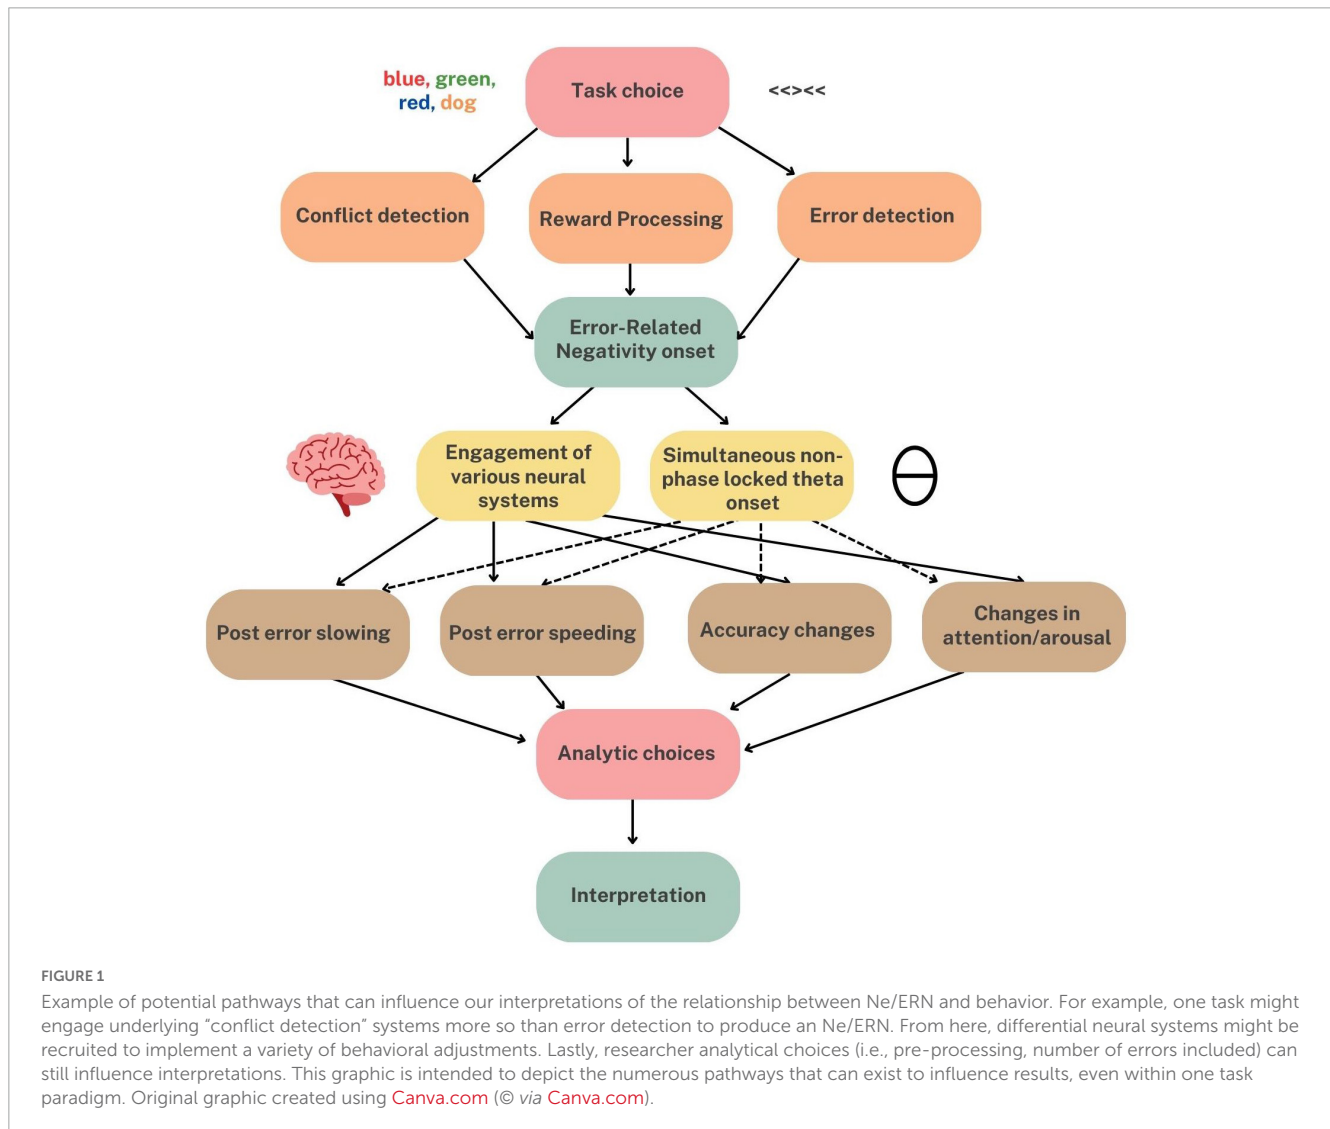 blue, green,
red, dog
Task choice
<<><<
Conflict detection
Reward Processing
Error detection
Error-Related
Negativity onset
Engagement of
various neural
systems
Simultaneous non-
phase locked theta
onset
Post error slowing
Post error speeding
Accuracy changes
Changes in
attention/arousal
Analytic choices
Interpretation
FIGURE 1
Example of potential pathways that can influence our interpretations of the relationship between Ne/ERN and behavior. For example, one task might
engage underlying “conflict detection” systems more so than error detection to produce an Ne/ERN. From here, differential neural systems might be
recruited to implement a variety of behavioral adjustments. Lastly, researcher analytical choices (i.e., pre-processing, number of errors included) can
still influence interpretations. This graphic is intended to depict the numerous pathways that can exist to influence results, even within one task
paradigm. Original graphic created using Canva.com (© via Canva.com).